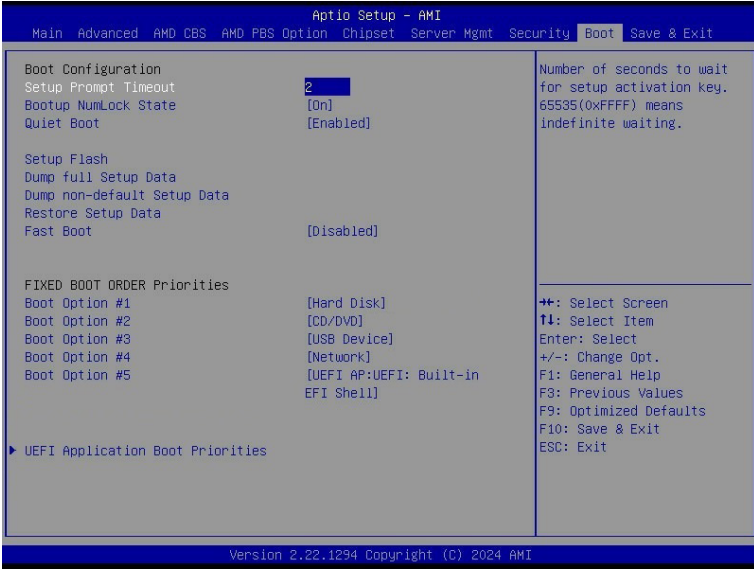 Aptio Setup - AMI
Main Advanced AMD CBS AMD PBS Option Chipset Server Mgmt Security Boot Save & Exit
Boot Configuration
Setup Prompt Timeout 2
Bootup NumLock State [On]
Quiet Boot [Enabled]
Setup Flash
Dump full Setup Data
Dump non-default Setup Data
Restore Setup Data
Fast Boot [Disabled]
FIXED BOOT ORDER Priorities
Boot Option #1 [Hard Disk]
Boot Option #2 [CD/DVD]
Boot Option #3 [USB Device]
Boot Option #4 [Network]
Boot Option #5 [UEFI AP:UEFI: Built-in
EFI Shell]
UEFI Application Boot Priorities
Number of seconds to wait
for setup activation key.
65535(0xFFFF) means
indefinite waiting.
→←: Select Screen
↑↓: Select Item
Enter: Select
+/-: Change Opt.
F1: General Help
F3: Previous Values
F9: Optimized Defaults
F10: Save & Exit
ESC: Exit
Version 2.22.1294 Copyright (C) 2024 AMI